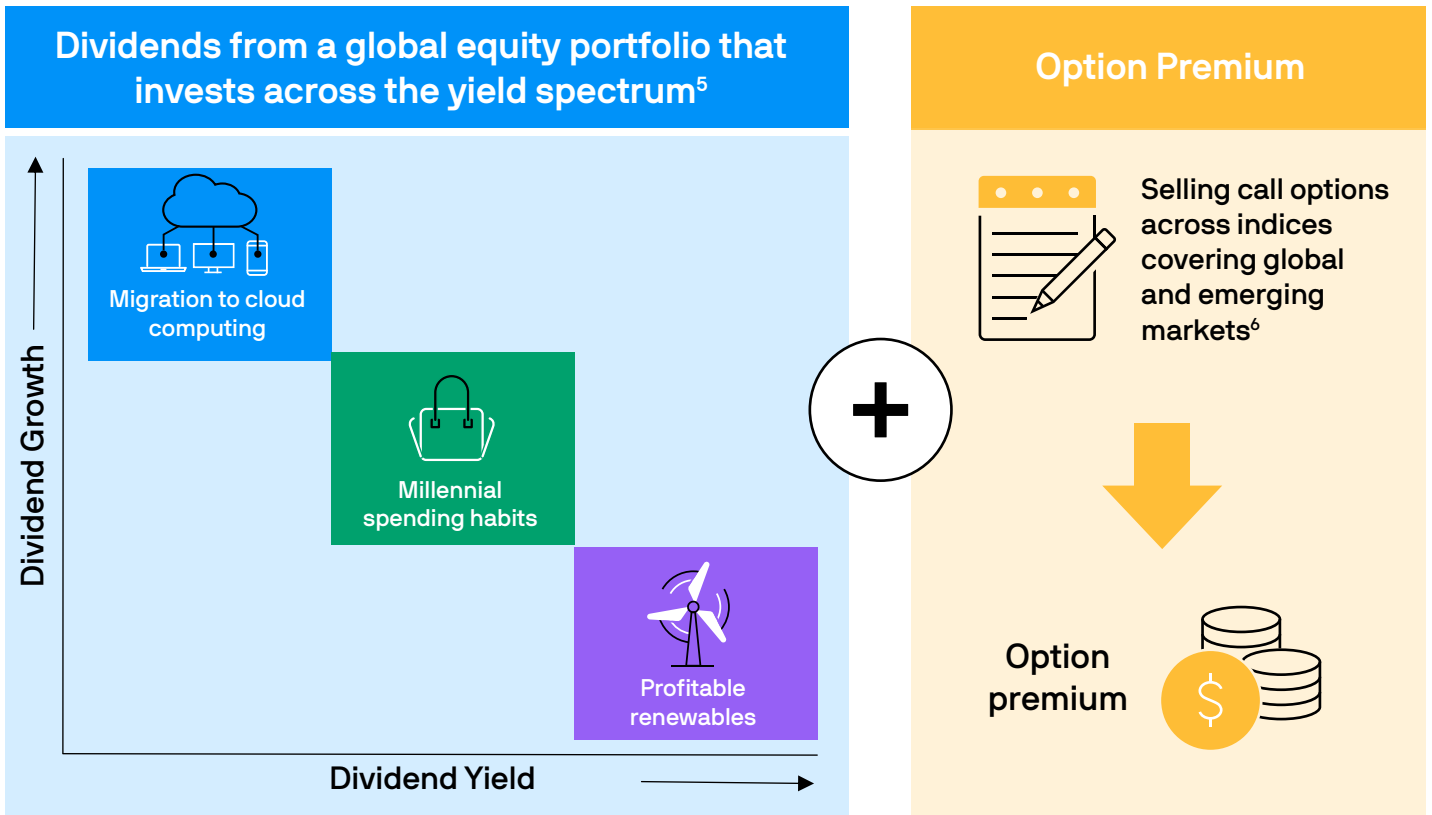 Dividends from a global equity portfolio that
invests across the yield spectrum⁵
Dividend Growth
Migration to cloud
computing
Millennial
spending habits
Profitable
renewables
Dividend Yield
+
Option Premium
Selling call options
across indices
covering global
and emerging
markets⁶
Option
premium
$